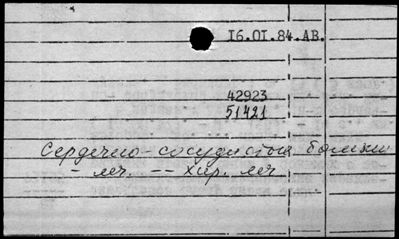 16.01.84.АВ.
42923
51421
Сердечно-сосудистые болезни
- леч. -- хир. леч.